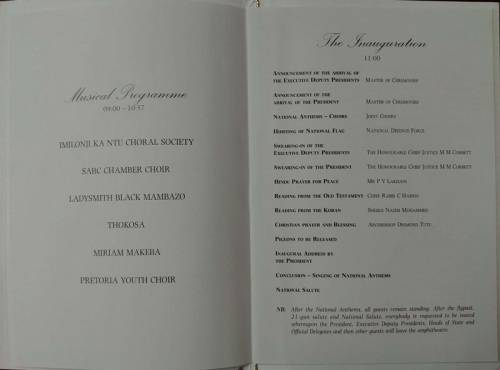 Musical Programme
09:00 – 10:57
IMILONJI KA NTU CHORAL SOCIETY
SABC CHAMBER CHOIR
LADYSMITH BLACK MAMBAZO
THOKOSA
MIRIAM MAKEBA
PRETORIA YOUTH CHOIR
The Inauguration
11:00
ANNOUNCEMENT OF THE ARRIVAL OF
THE EXECUTIVE DEPUTY PRESIDENTS MASTER OF CEREMONIES
ANNOUNCEMENT OF THE
ARRIVAL OF THE PRESIDENT MASTER OF CEREMONIES
NATIONAL ANTHEMS – CHOIRS JOINT CHOIRS
HOISTING OF NATIONAL FLAG NATIONAL DEFENCE FORCE
SWEARING-IN OF THE
EXECUTIVE DEPUTY PRESIDENTS THE HONOURABLE CHIEF JUSTICE M M CORBETT
SWEARING-IN OF THE PRESIDENT THE HONOURABLE CHIEF JUSTICE M M CORBETT
HINDU PRAYER FOR PEACE MR P Y
READING FROM THE OLD TESTAMENT CHIEF RABBI C HARRIS
READING FROM THE KORAN SHEIKH NAZIM MOHAMMED
CHRISTIAN PRAYER AND BLESSING ARCHBISHOP DESMOND TUTU
PIGEONS TO BE RELEASED
INAUGURAL ADDRESS BY
THE PRESIDENT
CONCLUSION – SINGING OF NATIONAL ANTHEMS
NATIONAL SALUTE
NB: After the National Anthems, all guests remain standing. After the flypast,
21-gun salute and National Salute, everybody is requested to be seated
whereupon the President, Executive Deputy Presidents, Heads of State and
Official Delegates and then other guests will leave the amphitheatre.